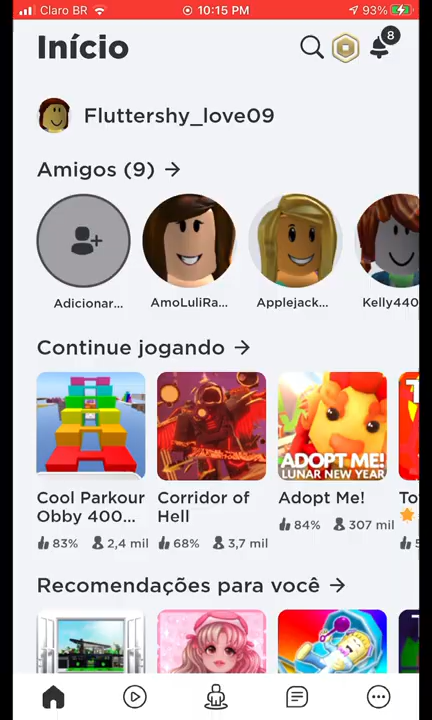 Claro BR 10:15 PM 93%
Início
8
Fluttershy_love09
Amigos (9) →
Adicionar... AmoLuliRa... Applejack... Kelly440
Continue jogando →
ADOPT ME!
LUNAR NEW YEAR
Cool Parkour Obby 400...
Corridor of Hell
Adopt Me!
83% 2,4 mil
68% 3,7 mil
84% 307 mil
Recomendações para você →